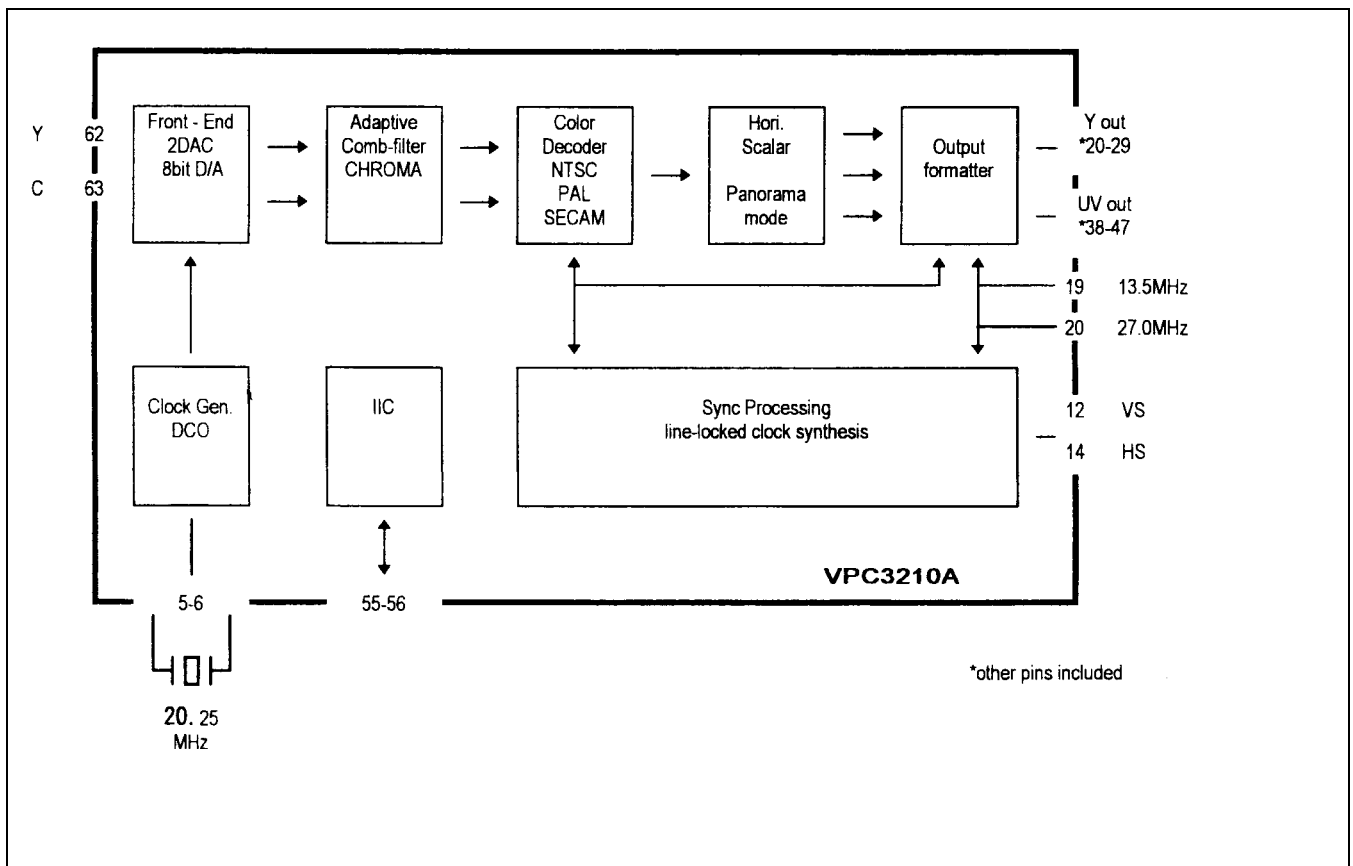 Y 62
C 63
Front - End
2DAC
8bit D/A
Adaptive
Comb-filter
CHROMA
Color
Decoder
NTSC
PAL
SECAM
Hori.
Scalar
Panorama
mode
Output
formatter
Y out
*20-29
UV out
*38-47
19 13.5MHz
20 27.0MHz
Clock Gen.
DCO
IIC
Sync Processing
line-locked clock synthesis
12 VS
14 HS
VPC3210A
5-6
55-56
*other pins included
20. 25
MHz